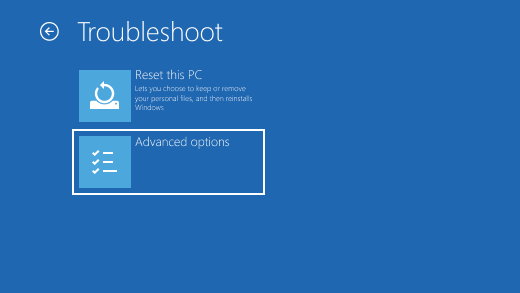 Troubleshoot
Reset this PC
Lets you choose to keep or remove
your personal files, and then reinstalls
Windows.
Advanced options